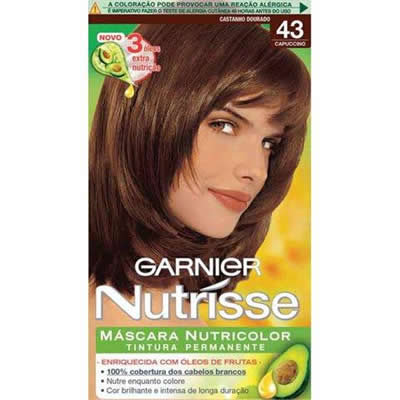 A COLORAÇÃO PODE PROVOCAR UMA REAÇÃO ALÉRGICA
É IMPERATIVO FAZER O TESTE DE ALERGIA CUTÂNEA 48 HORAS ANTES DO USO
CASTANHO DOURADO
43
CAPUCCINO
NOVO
3 óleos
extra
nutrição
GARNIER
Nutrisse
MÁSCARA NUTRICOLOR
TINTURA PERMANENTE
ENRIQUECIDA COM ÓLEOS DE FRUTAS
• 100% cobertura dos cabelos brancos
• Nutre enquanto colore
• Cor brilhante e intensa de longa duração